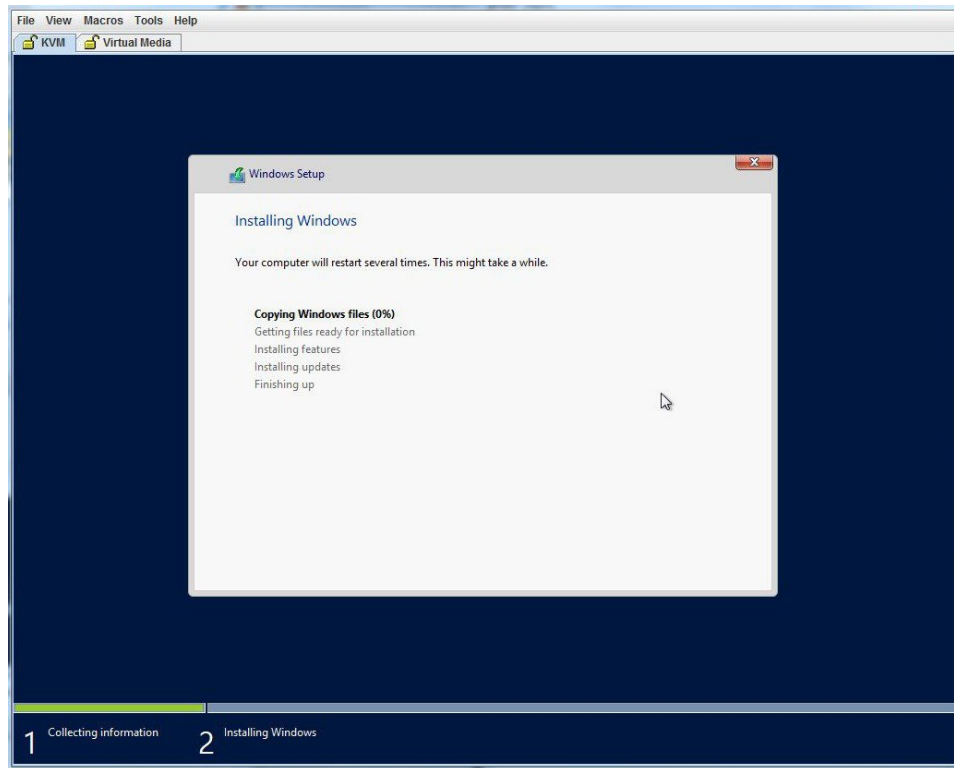 File View Macros Tools Help
KVM Virtual Media
Windows Setup
Installing Windows
Your computer will restart several times. This might take a while.
Copying Windows files (0%)
Getting files ready for installation
Installing features
Installing updates
Finishing up
1 Collecting information 2 Installing Windows